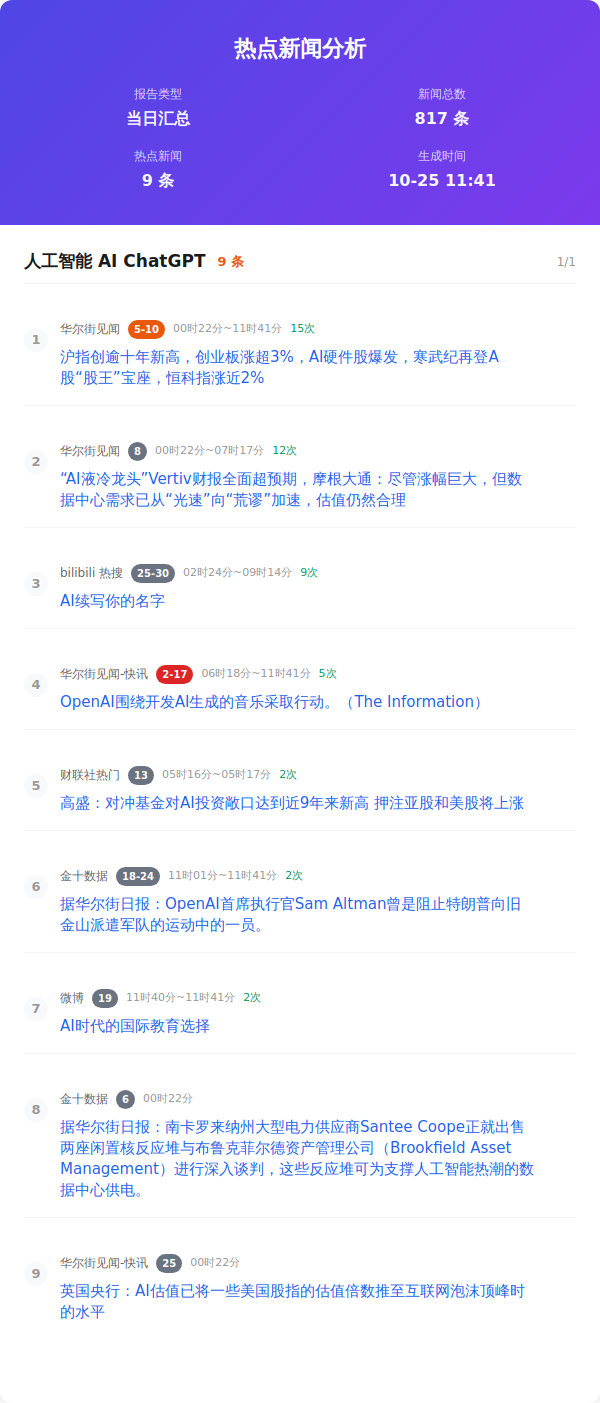 热点新闻分析
报告类型
新闻总数
当日汇总
817 条
热点新闻
生成时间
9 条
10-25 11:41
人工智能 AI ChatGPT 9 条 1/1
1
华尔街见闻 5-10 00时22分~11时41分 15次
沪指创逾十年新高，创业板涨超3%，AI硬件股爆发，寒武纪再登A
股“股王”宝座，恒科指涨近2%
2
华尔街见闻 8 00时22分~07时17分 12次
“AI液冷龙头”Vertiv财报全面超预期，摩根大通：尽管涨幅巨大，但数
据中心需求已从“光速”向“荒谬”加速，估值仍然合理
3
bilibili 热搜 25-30 02时24分~09时14分 9次
AI续写你的名字
4
华尔街见闻-快讯 2-17 06时18分~11时41分 5次
OpenAI围绕开发AI生成的音乐采取行动。（The Information）
5
财联社热门 13 05时16分~05时17分 2次
高盛：对冲基金对AI投资敞口达到近9年来新高 押注亚股和美股将上涨
6
金十数据 18-24 11时01分~11时41分 2次
据华尔街日报：OpenAI首席执行官Sam Altman曾是阻止特朗普向旧
金山派遣军队的运动中的一员。
7
微博 19 11时40分~11时41分 2次
AI时代的国际教育选择
8
金十数据 6 00时22分
据华尔街日报：南卡罗来纳州大型电力供应商Santee Coope正就出售
两座闲置核反应堆与布鲁克菲尔德资产管理公司（Brookfield Asset
Management）进行深入谈判，这些反应堆可为支撑人工智能热潮的数
据中心供电。
9
华尔街见闻-快讯 25 00时22分
英国央行：AI估值已将一些美国股指的估值倍数推至互联网泡沫顶峰时
的水平